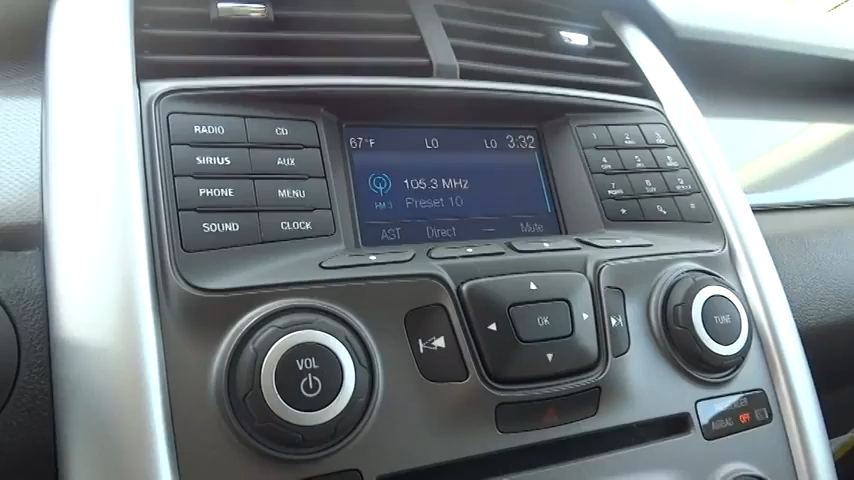 RADIO CD
SIRIUS AUX
PHONE MENU
SOUND CLOCK
67°F LO LO 3:32
105.3 MHz
FM 3 Preset 10
AST Direct — Mute
1 2 3
4 5 6
7 8 9
* 0 #
VOL
OK
TUNE
PASSENGER
AIRBAG OFF